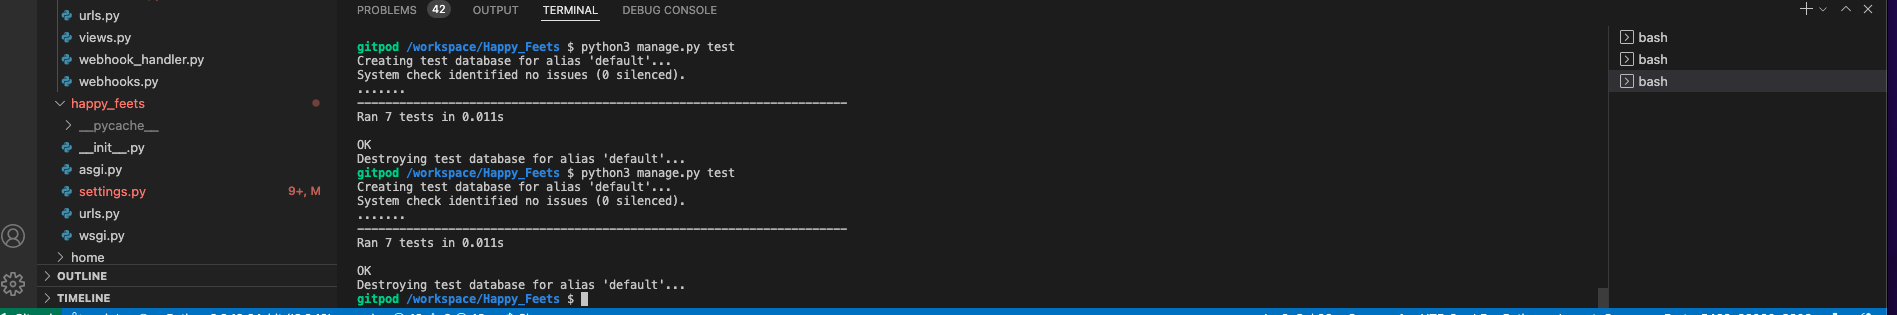 urls.py
views.py
webhook_handler.py
webhooks.py
happy_feets
__pycache__
__init__.py
asgi.py
settings.py 9+, M
urls.py
wsgi.py
home
OUTLINE
TIMELINE
PROBLEMS 42 OUTPUT TERMINAL DEBUG CONSOLE
gitpod /workspace/Happy_Feets $ python3 manage.py test
Creating test database for alias 'default'...
System check identified no issues (0 silenced).
.......
----------------------------------------------------------------------
Ran 7 tests in 0.011s
OK
Destroying test database for alias 'default'...
gitpod /workspace/Happy_Feets $ python3 manage.py test
Creating test database for alias 'default'...
System check identified no issues (0 silenced).
.......
----------------------------------------------------------------------
Ran 7 tests in 0.011s
OK
Destroying test database for alias 'default'...
gitpod /workspace/Happy_Feets $
bash
bash
bash